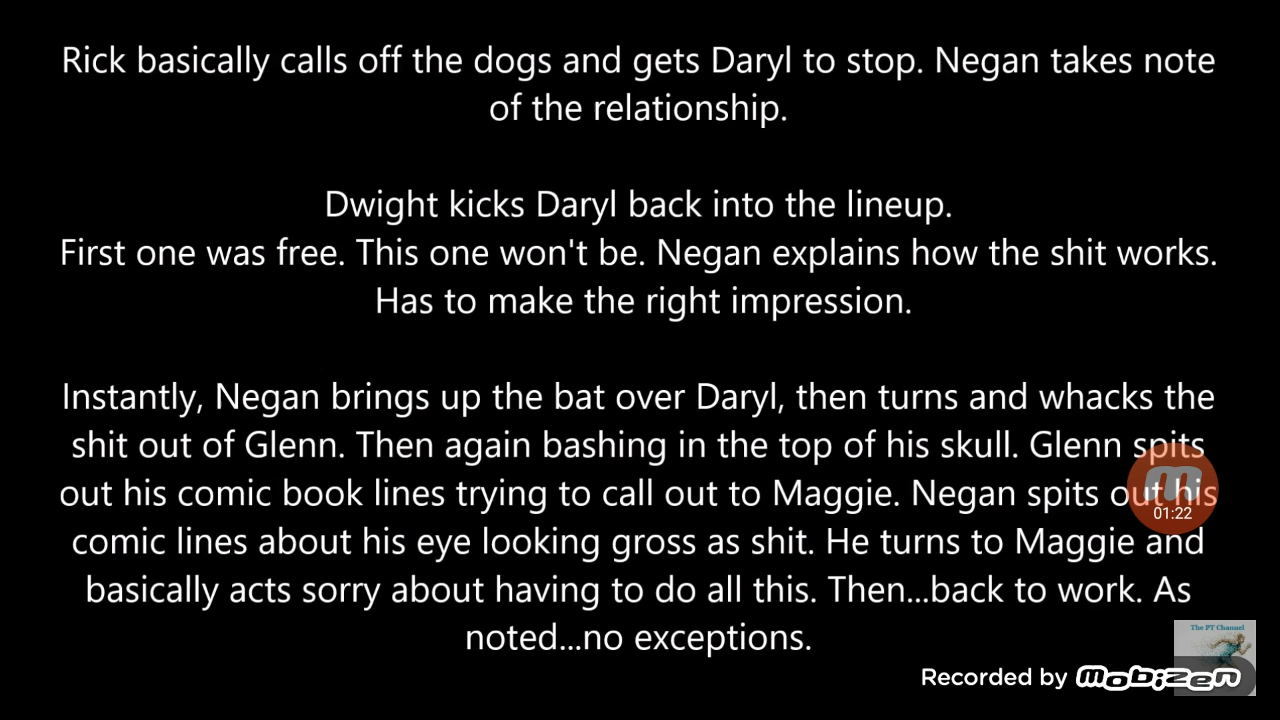 Rick basically calls off the dogs and gets Daryl to stop. Negan takes note
of the relationship.
Dwight kicks Daryl back into the lineup.
First one was free. This one won't be. Negan explains how the shit works.
Has to make the right impression.
Instantly, Negan brings up the bat over Daryl, then turns and whacks the
shit out of Glenn. Then again bashing in the top of his skull. Glenn spits
out his comic book lines trying to call out to Maggie. Negan spits out his
comic lines about his eye looking gross as shit. He turns to Maggie and
basically acts sorry about having to do all this. Then...back to work. As
noted...no exceptions.
01:22
The PT Channel
Recorded by mobizen